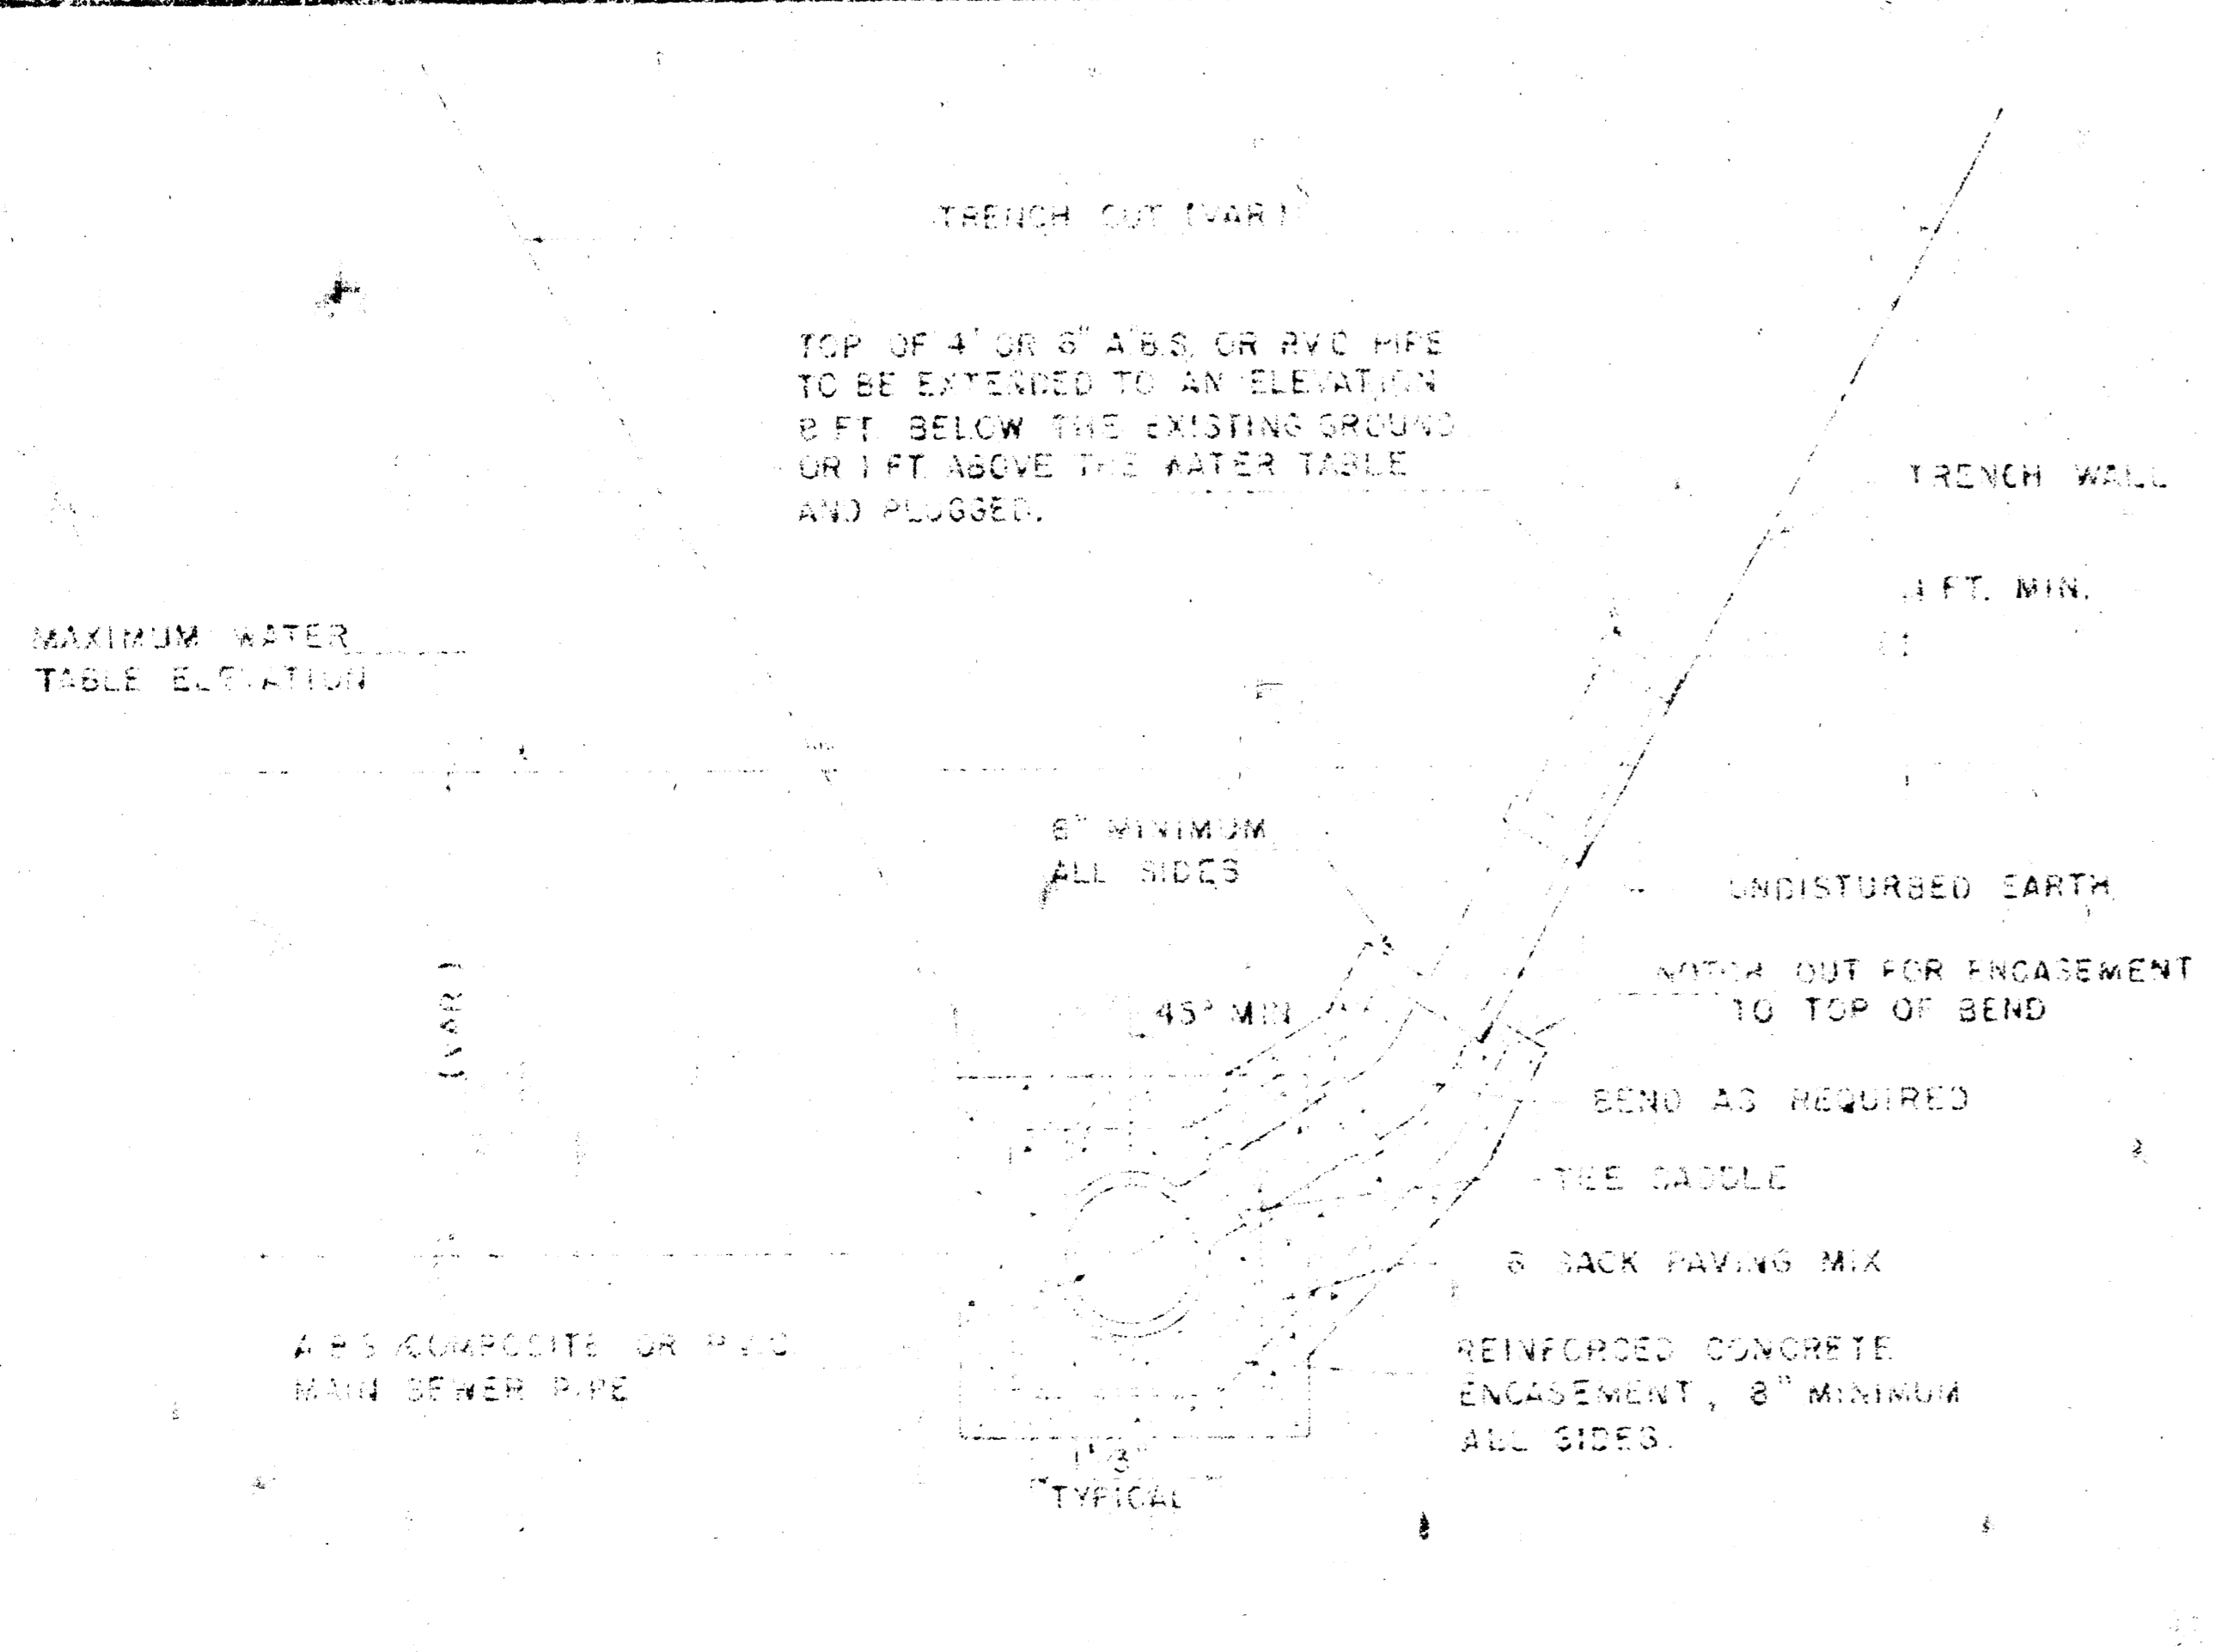 TRENCH CUT (VAR)
TOP OF 4" OR 6" A.B.S. OR P.V.C. PIPE
TO BE EXTENDED TO AN ELEVATION
8 FT. BELOW THE EXISTING GROUND
OR 1 FT. ABOVE THE WATER TABLE
AND PLUGGED.
TRENCH WALL
FT. MIN.
MAXIMUM WATER
TABLE ELEVATION
6" MINIMUM
ALL SIDES
UNDISTURBED EARTH
NOTCH OUT FOR ENCASEMENT
TO TOP OF BEND
(VAR)
45° MIN
BEND AS REQUIRED
TEE SADDLE
6 SACK PAVING MIX
A.B.S. COMPOSITE OR P.V.C.
MAIN SEWER PIPE
REINFORCED CONCRETE
ENCASEMENT, 8" MINIMUM
ALL SIDES.
TYPICAL